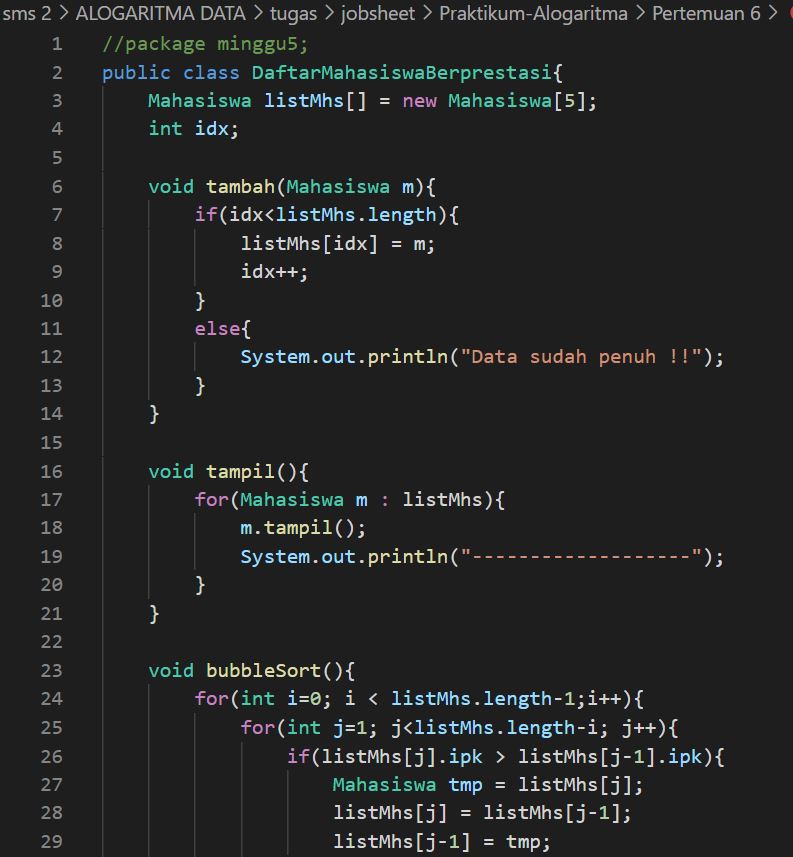 sms 2 > ALOGARITMA DATA > tugas > jobsheet > Praktikum-Alogaritma > Pertemuan 6 >
1 //package minggu5;
2 public class DaftarMahasiswaBerprestasi{
3 Mahasiswa listMhs[] = new Mahasiswa[5];
4 int idx;
5
6 void tambah(Mahasiswa m){
7 if(idx<listMhs.length){
8 listMhs[idx] = m;
9 idx++;
10 }
11 else{
12 System.out.println("Data sudah penuh !!");
13 }
14 }
15
16 void tampil(){
17 for(Mahasiswa m : listMhs){
18 m.tampil();
19 System.out.println("-------------------");
20 }
21 }
22
23 void bubbleSort(){
24 for(int i=0; i < listMhs.length-1;i++){
25 for(int j=1; j<listMhs.length-i; j++){
26 if(listMhs[j].ipk > listMhs[j-1].ipk){
27 Mahasiswa tmp = listMhs[j];
28 listMhs[j] = listMhs[j-1];
29 listMhs[j-1] = tmp;